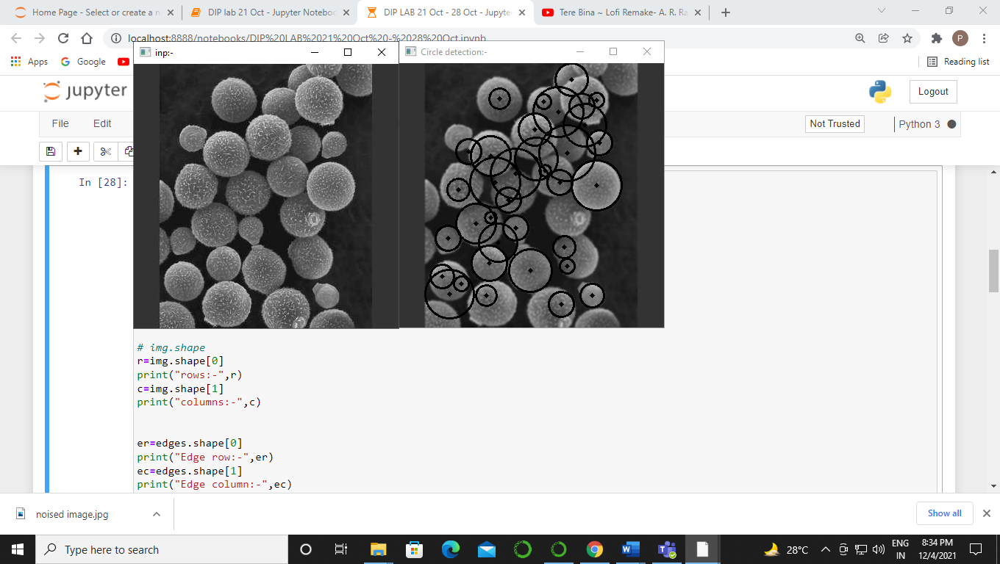 Home Page - Select or create a n
DIP lab 21 Oct - Jupyter Noteboo
DIP LAB 21 Oct - 28 Oct - Jupyte
Tere Bina ~ Lofi Remake- A. R. Ra
localhost:8888/notebooks/DIP%20LAB%2021%20Oct%20-%2028%20Oct.ipynb
P
Apps
Google
Reading list
inp:-
Circle detection:-
jupyter
Logout
File
Edit
Not Trusted
Python 3
In [28]:
# img.shape
r=img.shape[0]
print("rows:-",r)
c=img.shape[1]
print("columns:-",c)
er=edges.shape[0]
print("Edge row:-",er)
ec=edges.shape[1]
print("Edge column:-",ec)
noised image.jpg
Show all
Type here to search
28°C
ENG
IN
8:34 PM
12/4/2021